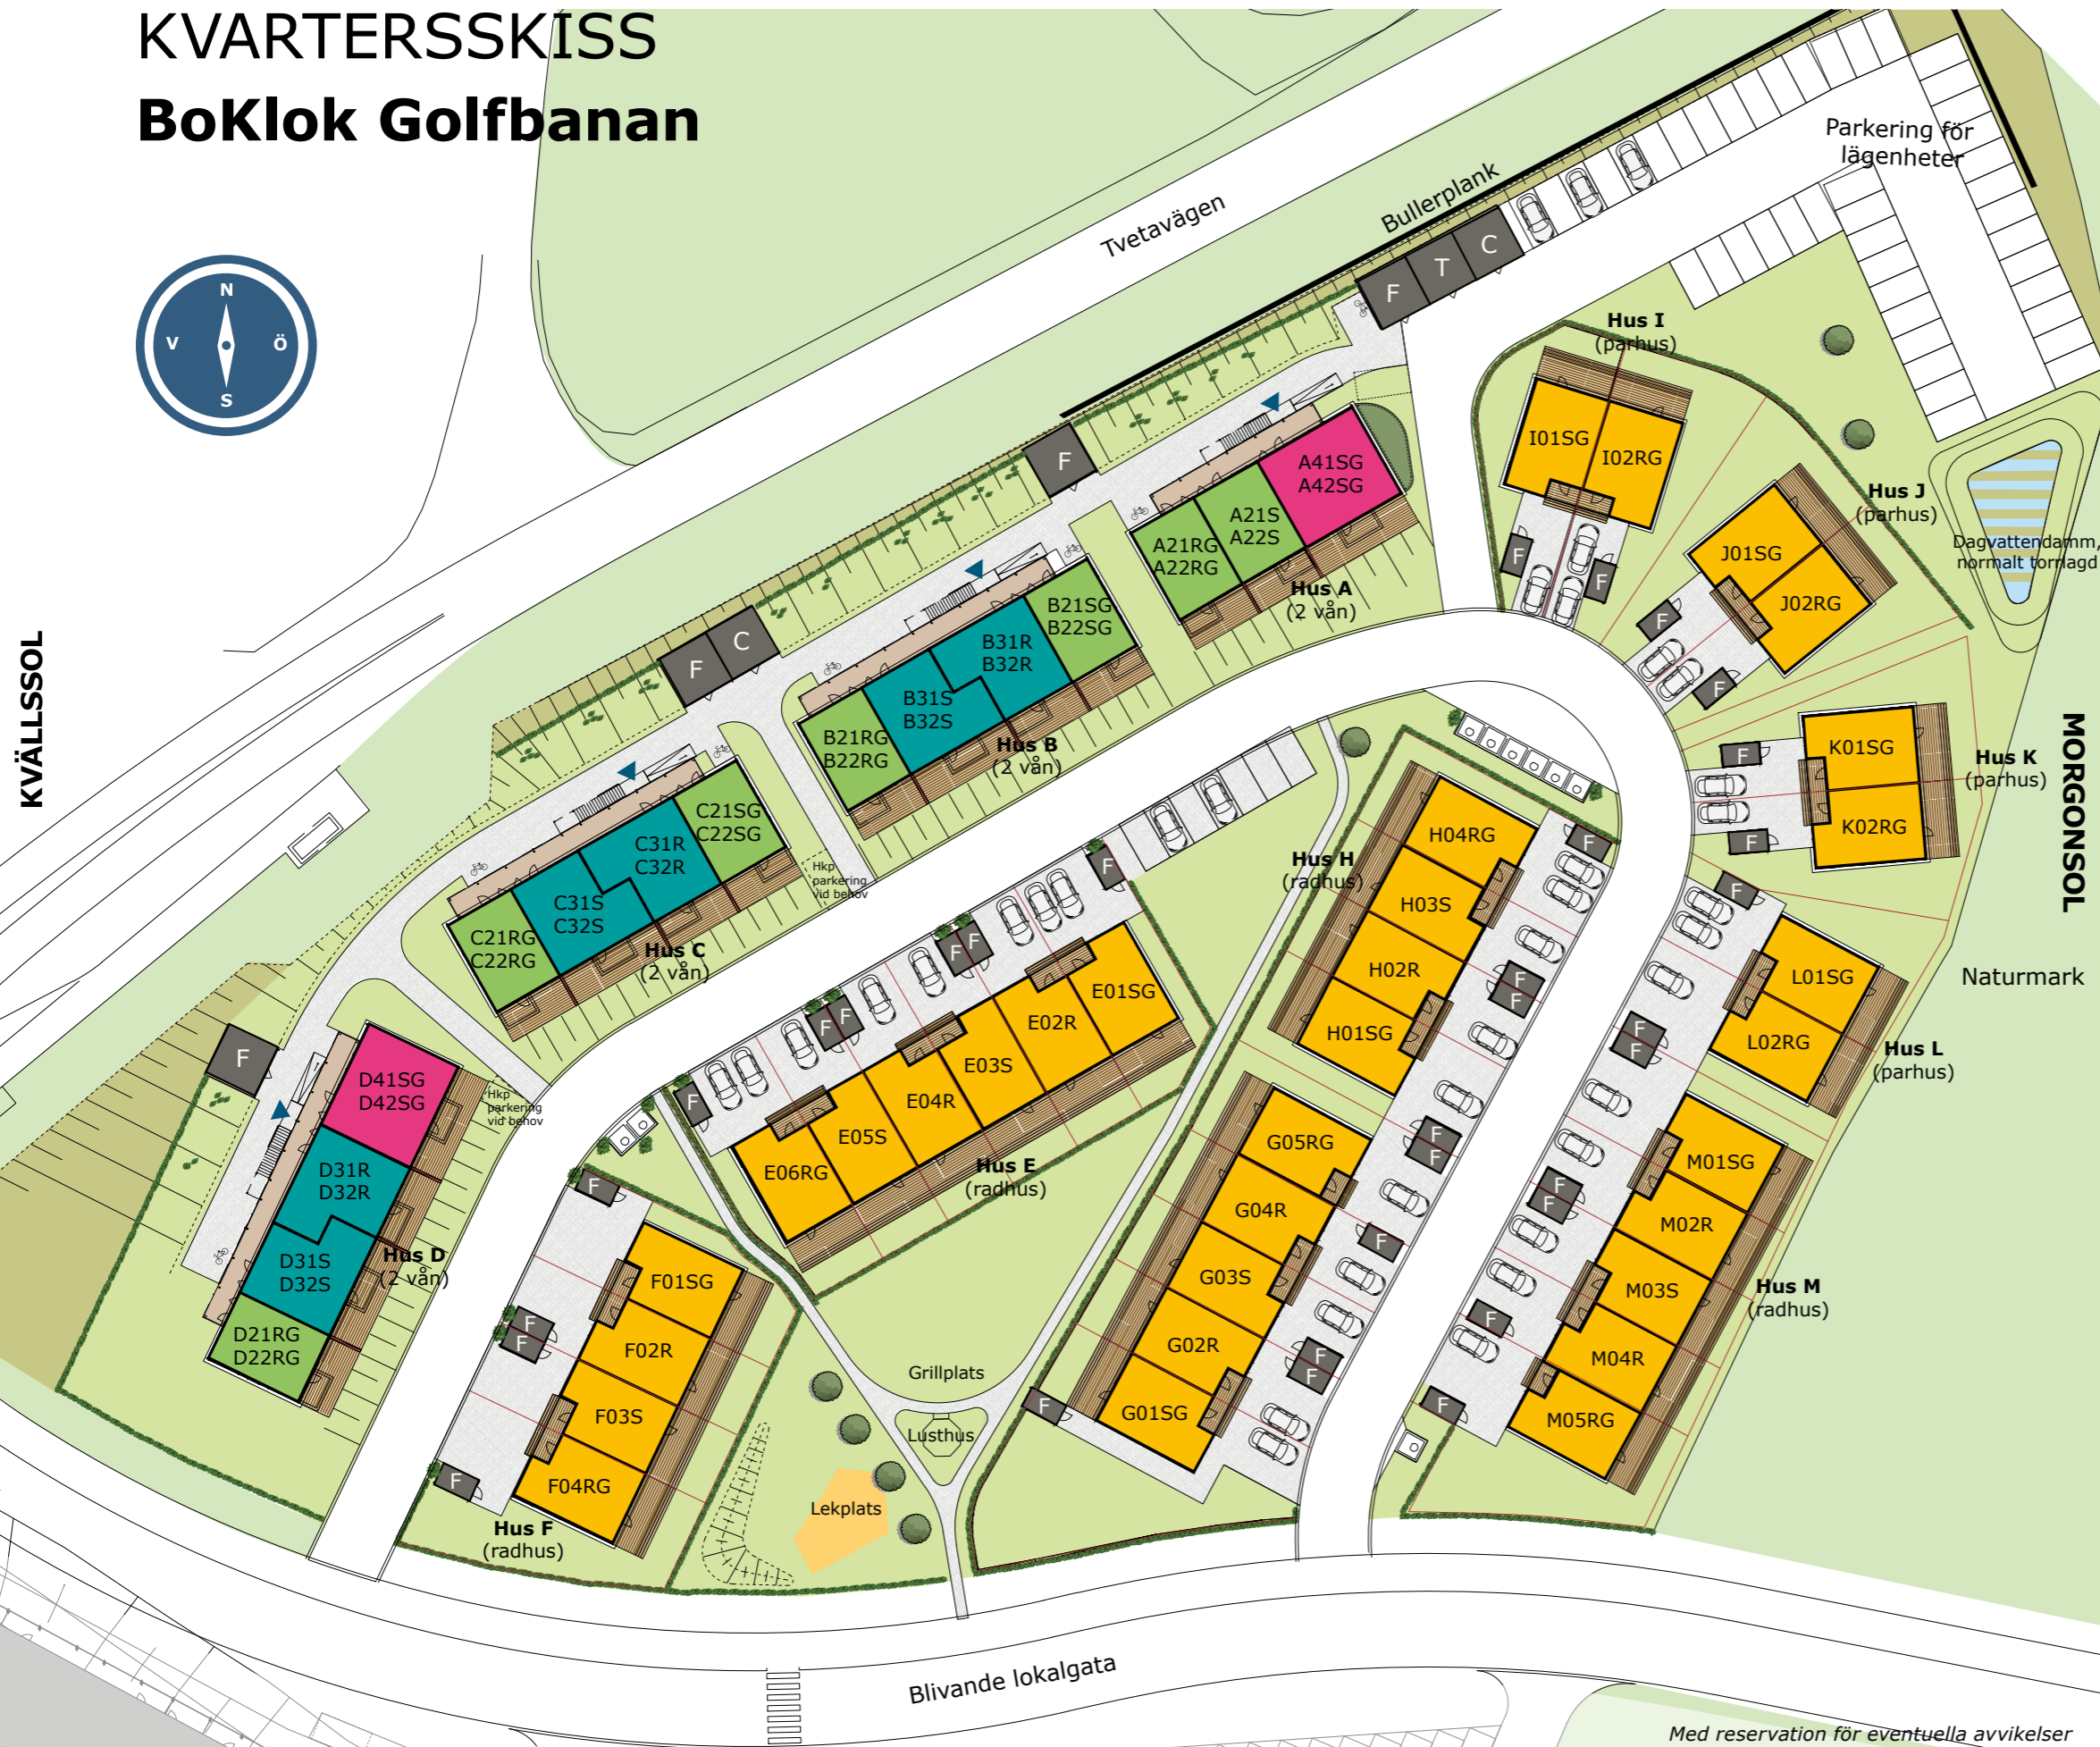 KVARTERSSKISS
BoKlok Golfbanan
N
V
Ö
S
KVÄLLSSOL
MORGONSOL
Tvetavägen
Bullerplank
Parkering för
lägenheter
F
T
C
F
F
C
F
Hus I
(parhus)
I01SG
I02RG
F
F
Hus J
(parhus)
J01SG
J02RG
F
F
Dagvattendamm,
normalt torrlagd
Hus K
(parhus)
K01SG
K02RG
F
F
Naturmark
A41SG
A42SG
A21S
A22S
A21RG
A22RG
Hus A
(2 vån)
B21SG
B22SG
B31R
B32R
B31S
B32S
B21RG
B22RG
Hus B
(2 vån)
C21SG
C22SG
C31R
C32R
C31S
C32S
C21RG
C22RG
Hus C
(2 vån)
Hkp
parkering
vid behov
D41SG
D42SG
D31R
D32R
D31S
D32S
D21RG
D22RG
Hus D
(2 vån)
Hkp
parkering
vid behov
F
F
F
F
F
F
E01SG
E02R
E03S
E04R
E05S
E06RG
Hus E
(radhus)
Hus H
(radhus)
H04RG
H03S
H02R
H01SG
F
F
F
F
L01SG
L02RG
Hus L
(parhus)
F
F
G05RG
G04R
G03S
G02R
G01SG
F
F
F
F
F
F
M01SG
M02R
M03S
M04R
M05RG
Hus M
(radhus)
F
F
F
F
F
F01SG
F02R
F03S
F04RG
Hus F
(radhus)
F
F
F
F
Grillplats
Lusthus
Lekplats
Blivande lokalgata
Med reservation för eventuella avvikelser